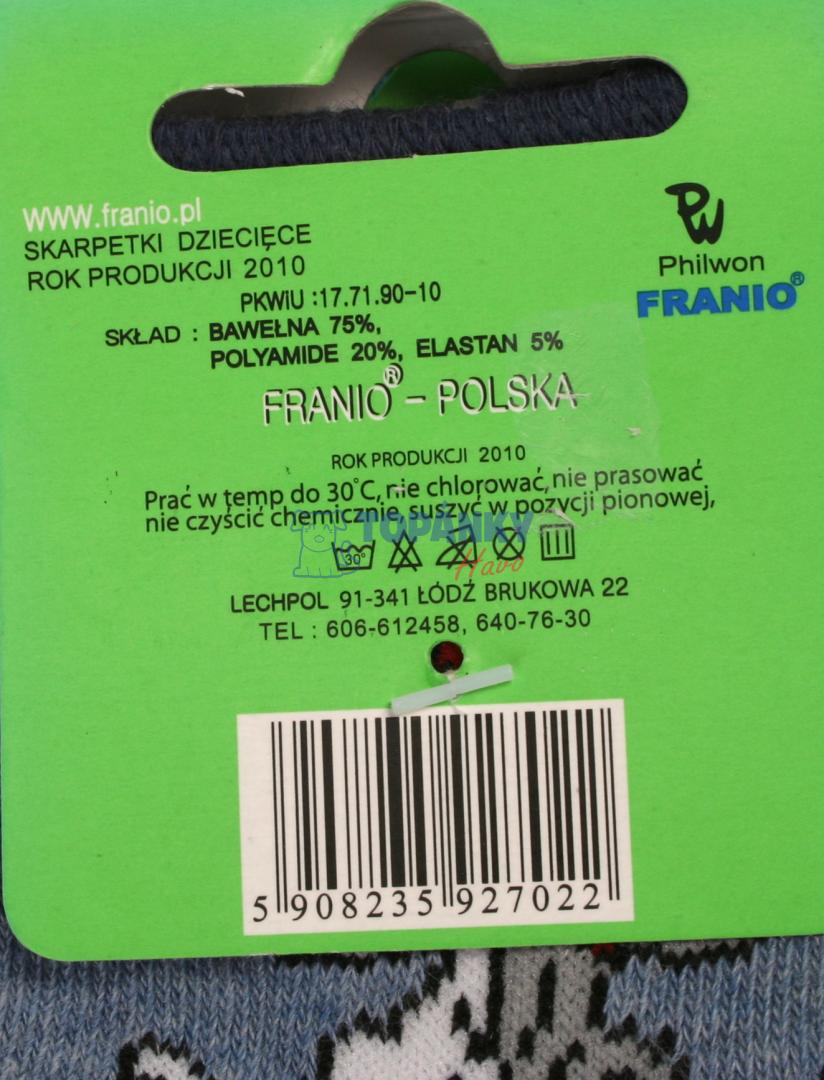 www.franio.pl
SKARPETKI DZIECIĘCE
ROK PRODUKCJI 2010
PKWiU :17.71.90-10
SKŁAD : BAWEŁNA 75%,
POLYAMIDE 20%, ELASTAN 5%
PW
Philwon
FRANIO®
FRANIO® - POLSKA
ROK PRODUKCJI 2010
Prać w temp do 30°C, nie chlorować, nie prasować
nie czyścić chemicznie, suszyć w pozycji pionowej,
TOPÁNKY
Havo
30°
LECHPOL 91-341 ŁÓDŹ BRUKOWA 22
TEL : 606-612458, 640-76-30
5 908235 927022